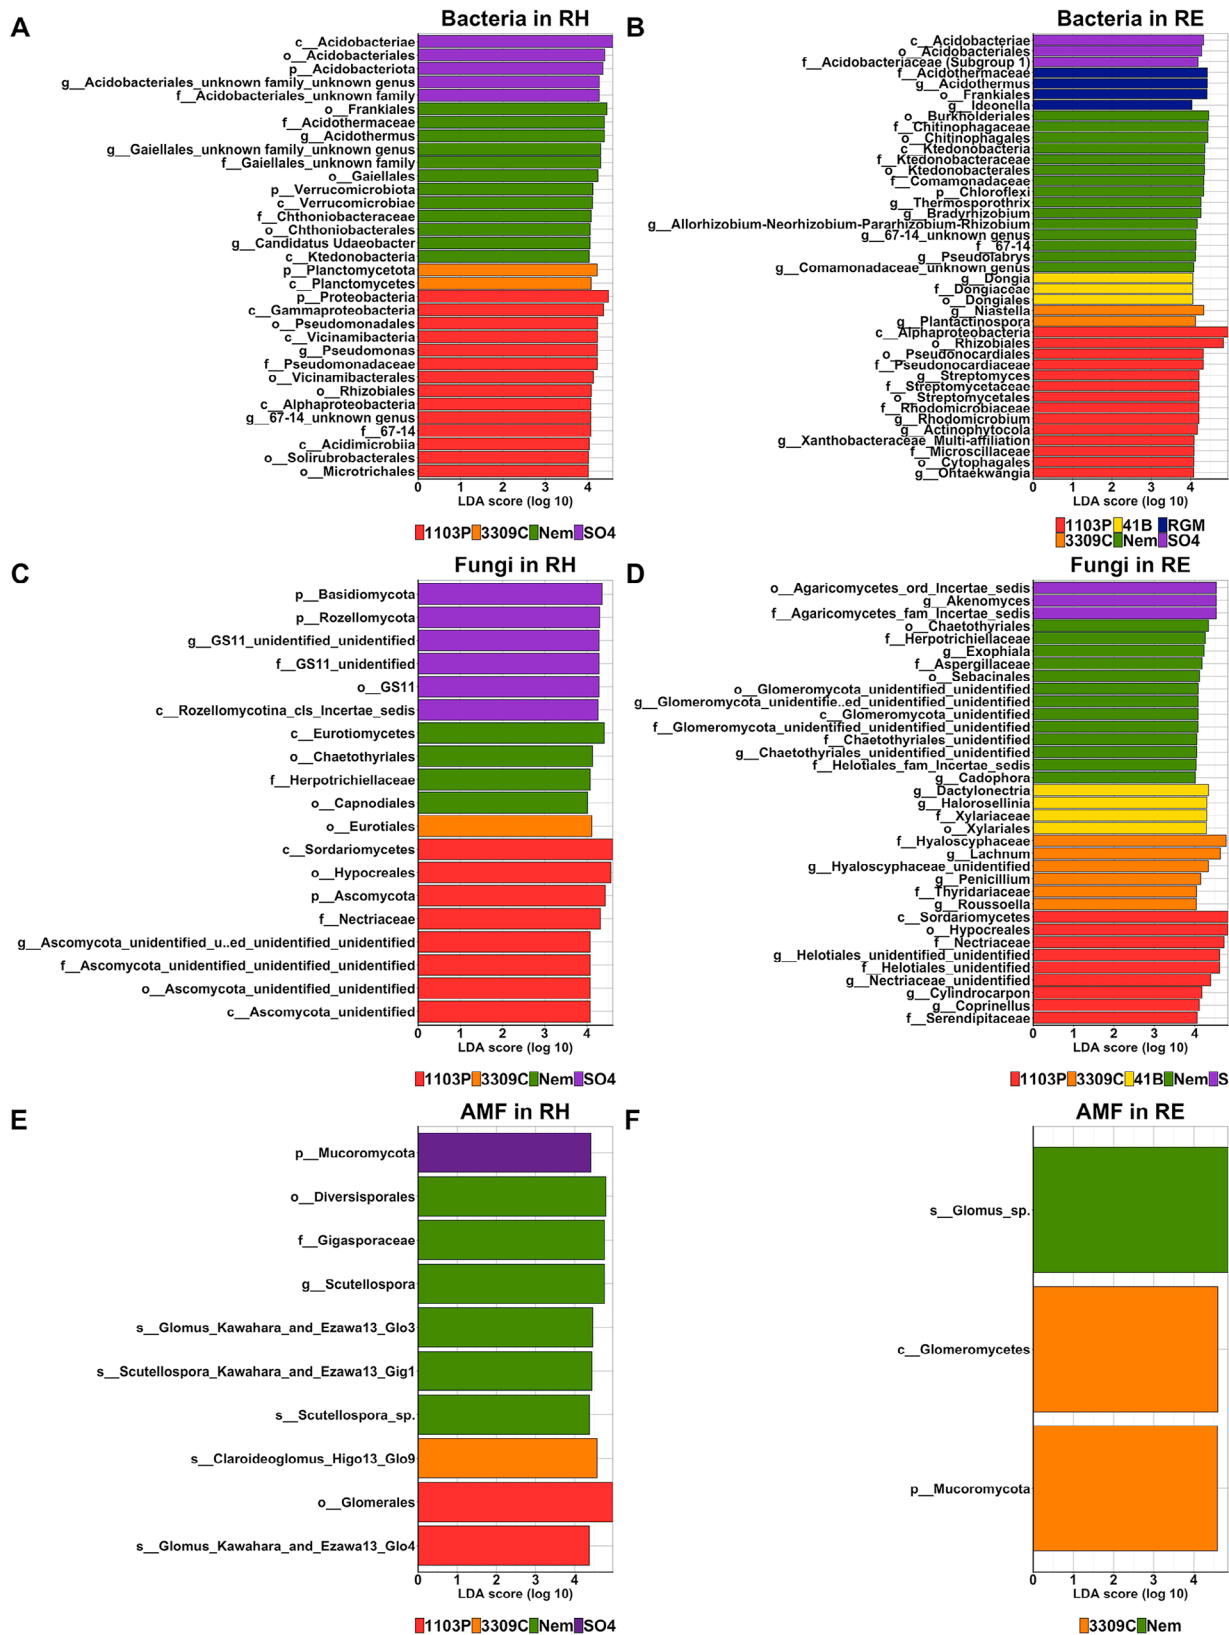 A
Bacteria in RH
c__Acidobacteriae
o__Acidobacteriales
p__Acidobacteriota
g__Acidobacteriales_unknown family_unknown genus
f__Acidobacteriales_unknown family
o__Frankiales
f__Acidothermaceae
g__Acidothermus
g__Gaiellales_unknown family_unknown genus
f__Gaiellales_unknown family
o__Gaiellales
p__Verrucomicrobiota
c__Verrucomicrobiae
f__Chthoniobacteraceae
o__Chthoniobacterales
g__Candidatus Udaeobacter
c__Ktedonobacteria
p__Planctomycetota
c__Planctomycetes
p__Proteobacteria
c__Gammaproteobacteria
o__Pseudomonadales
c__Vicinamibacteria
g__Pseudomonas
f__Pseudomonadaceae
o__Vicinamibacterales
o__Rhizobiales
c__Alphaproteobacteria
g__67-14_unknown genus
f__67-14
c__Acidimicrobiia
o__Solirubrobacterales
o__Microtrichales
0 1 2 3 4
LDA score (log 10)
1103P 3309C Nem SO4
B
Bacteria in RE
c__Acidobacteriae
o__Acidobacteriales
f__Acidobacteriaceae (Subgroup 1)
f__Acidothermaceae
g__Acidothermus
o__Frankiales
g__Ideonella
o__Burkholderiales
f__Chitinophagaceae
o__Chitinophagales
c__Ktedonobacteria
f__Ktedonobacteraceae
o__Ktedonobacterales
f__Comamonadaceae
p__Chloroflexi
g__Thermosporothrix
g__Bradyrhizobium
g__Allorhizobium-Neorhizobium-Pararhizobium-Rhizobium
g__67-14_unknown genus
f__67-14
g__Pseudolabrys
g__Comamonadaceae_unknown genus
g__Dongia
f__Dongiaceae
o__Dongiales
g__Niastella
g__Plantactinospora
c__Alphaproteobacteria
o__Rhizobiales
o__Pseudonocardiales
f__Pseudonocardiaceae
g__Streptomyces
f__Streptomycetaceae
o__Streptomycetales
f__Rhodomicrobiaceae
g__Rhodomicrobium
g__Actinophytocola
g__Xanthobacteraceae_Multi-affiliation
f__Microscillaceae
o__Cytophagales
g__Ohtaekwangia
0 1 2 3 4
LDA score (log 10)
1103P 41B RGM
3309C Nem SO4
C
Fungi in RH
p__Basidiomycota
p__Rozellomycota
g__GS11_unidentified_unidentified
f__GS11_unidentified
o__GS11
c__Rozellomycotina_cls_Incertae_sedis
c__Eurotiomycetes
o__Chaetothyriales
f__Herpotrichiellaceae
o__Capnodiales
o__Eurotiales
c__Sordariomycetes
o__Hypocreales
p__Ascomycota
f__Nectriaceae
g__Ascomycota_unidentified_u..ed_unidentified_unidentified
f__Ascomycota_unidentified_unidentified_unidentified
o__Ascomycota_unidentified_unidentified
c__Ascomycota_unidentified
0 1 2 3 4
LDA score (log 10)
1103P 3309C Nem SO4
D
Fungi in RE
o__Agaricomycetes_ord_Incertae_sedis
g__Akenomyces
f__Agaricomycetes_fam_Incertae_sedis
o__Chaetothyriales
f__Herpotrichiellaceae
g__Exophiala
f__Aspergillaceae
o__Sebacinales
o__Glomeromycota_unidentified_unidentified
g__Glomeromycota_unidentifie..ed_unidentified_unidentified
c__Glomeromycota_unidentified
f__Glomeromycota_unidentified_unidentified_unidentified
f__Chaetothyriales_unidentified
g__Chaetothyriales_unidentified_unidentified
f__Helotiales_fam_Incertae_sedis
g__Cadophora
g__Dactylonectria
g__Halorosellinia
f__Xylariaceae
o__Xylariales
f__Hyaloscyphaceae
g__Lachnum
g__Hyaloscyphaceae_unidentified
g__Penicillium
f__Thyridariaceae
g__Roussoella
c__Sordariomycetes
o__Hypocreales
f__Nectriaceae
g__Helotiales_unidentified_unidentified
f__Helotiales_unidentified
g__Nectriaceae_unidentified
g__Cylindrocarpon
g__Coprinellus
f__Serendipitaceae
0 1 2 3 4
LDA score (log 10)
1103P 3309C 41B Nem S
E
AMF in RH
p__Mucoromycota
o__Diversisporales
f__Gigasporaceae
g__Scutellospora
s__Glomus_Kawahara_and_Ezawa13_Glo3
s__Scutellospora_Kawahara_and_Ezawa13_Gig1
s__Scutellospora_sp.
s__Claroideoglomus_Higo13_Glo9
o__Glomerales
s__Glomus_Kawahara_and_Ezawa13_Glo4
0 1 2 3 4
LDA score (log 10)
1103P 3309C Nem SO4
F
AMF in RE
s__Glomus_sp.
c__Glomeromycetes
p__Mucoromycota
0 1 2 3 4
LDA score (log 10)
3309C Nem